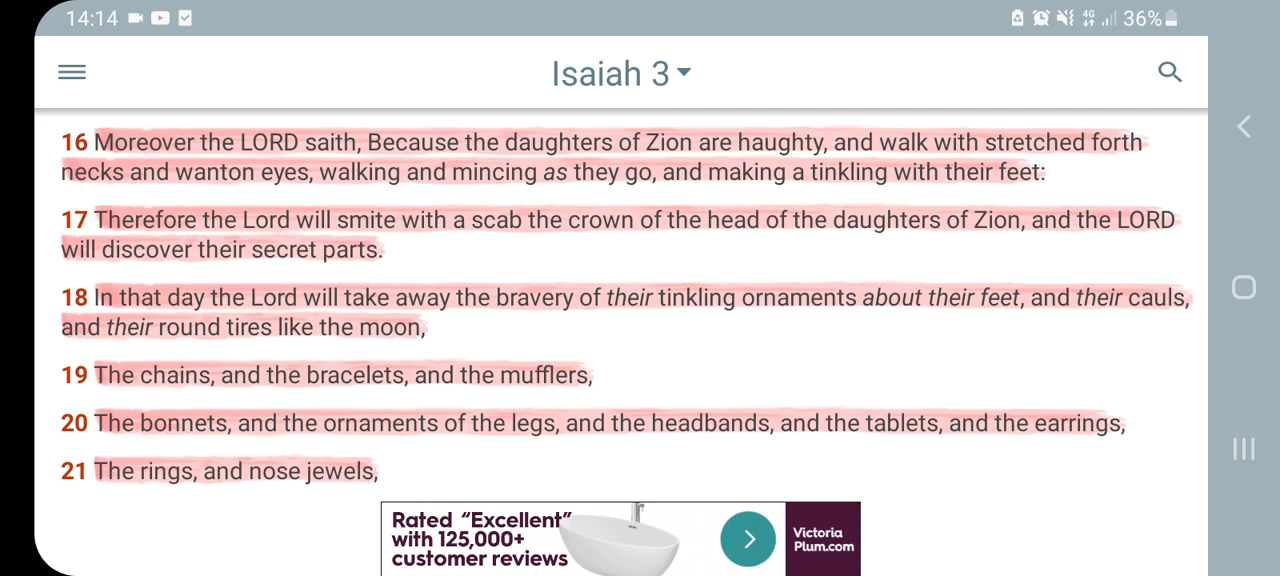 14:14
4G 36%
Isaiah 3
16 Moreover the LORD saith, Because the daughters of Zion are haughty, and walk with stretched forth
necks and wanton eyes, walking and mincing as they go, and making a tinkling with their feet:
17 Therefore the Lord will smite with a scab the crown of the head of the daughters of Zion, and the LORD
will discover their secret parts.
18 In that day the Lord will take away the bravery of their tinkling ornaments about their feet, and their cauls,
and their round tires like the moon,
19 The chains, and the bracelets, and the mufflers,
20 The bonnets, and the ornaments of the legs, and the headbands, and the tablets, and the earrings,
21 The rings, and nose jewels,
Rated “Excellent”
with 125,000+
customer reviews
Victoria
Plum.com